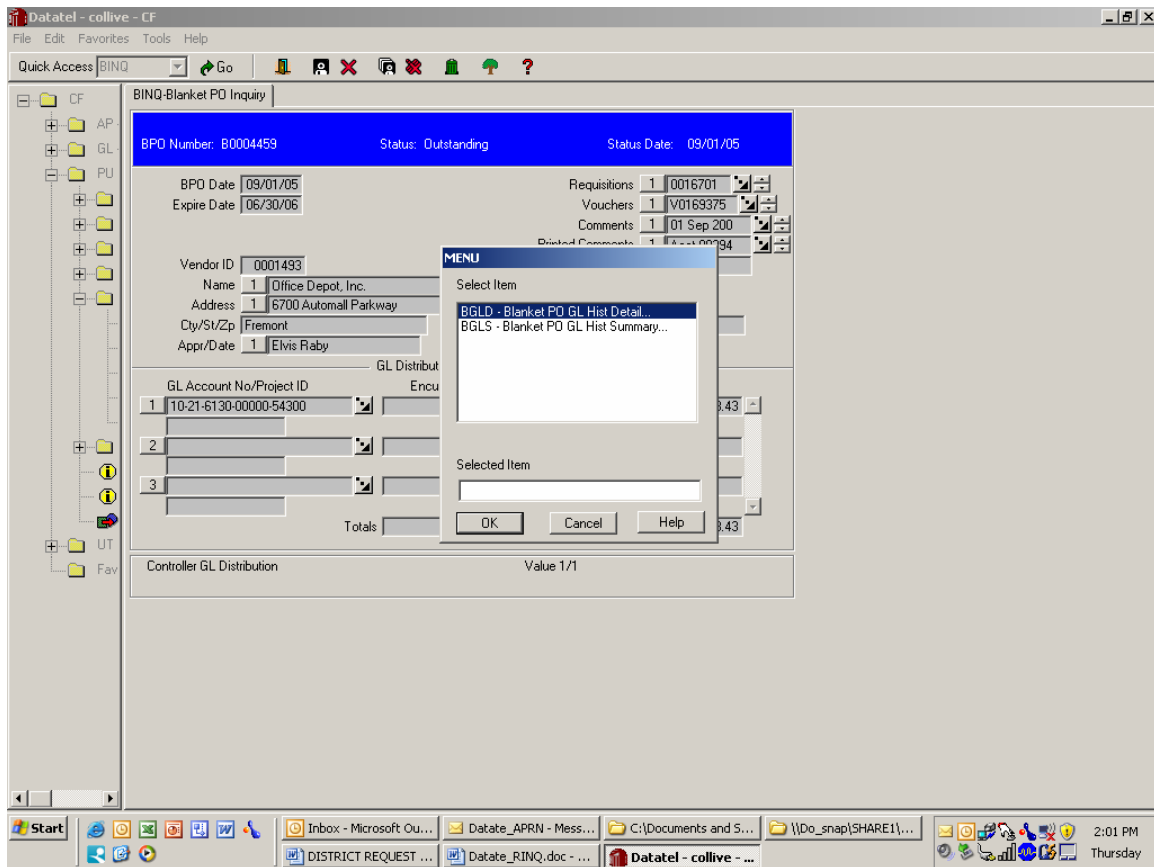 Datatel - collive - CF
File Edit Favorites Tools Help
Quick Access BINQ Go
CF
AP
GL
PU
UT
Fav
BINQ-Blanket PO Inquiry
BPO Number: B0004459 Status: Outstanding Status Date: 09/01/05
BPO Date 09/01/05 Requisitions 1 0016701
Expire Date 06/30/06 Vouchers 1 V0169375
Comments 1 01 Sep 200
Printed Comments 1
Vendor ID 0001493
Name 1 Office Depot, Inc.
Address 1 6700 Automall Parkway
Cty/St/Zp Fremont
Appr/Date 1 Elvis Raby
GL Distribut
GL Account No/Project ID Encu
1 10-21-6130-00000-54300 3.43
2
3
Totals 3.43
Controller GL Distribution Value 1/1
MENU
Select Item
BGLD - Blanket PO GL Hist Detail...
BGLS - Blanket PO GL Hist Summary...
Selected Item
OK Cancel Help
Start
Inbox - Microsoft Ou...
Datate_APRN - Mess...
C:\Documents and S...
\\Do_snap\SHARE1\...
DISTRICT REQUEST ...
Datate_RINQ.doc - ...
Datatel - collive - ...
2:01 PM
Thursday